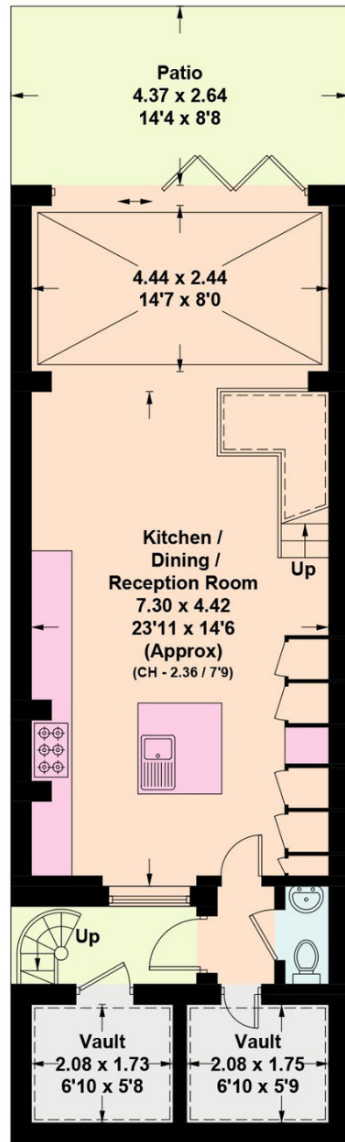 Patio
4.37 x 2.64
14'4 x 8'8
4.44 x 2.44
14'7 x 8'0
Kitchen /
Dining /
Reception Room
7.30 x 4.42
23'11 x 14'6
(Approx)
(CH - 2.36 / 7'9)
Up
Up
Vault
2.08 x 1.73
6'10 x 5'8
Vault
2.08 x 1.75
6'10 x 5'9